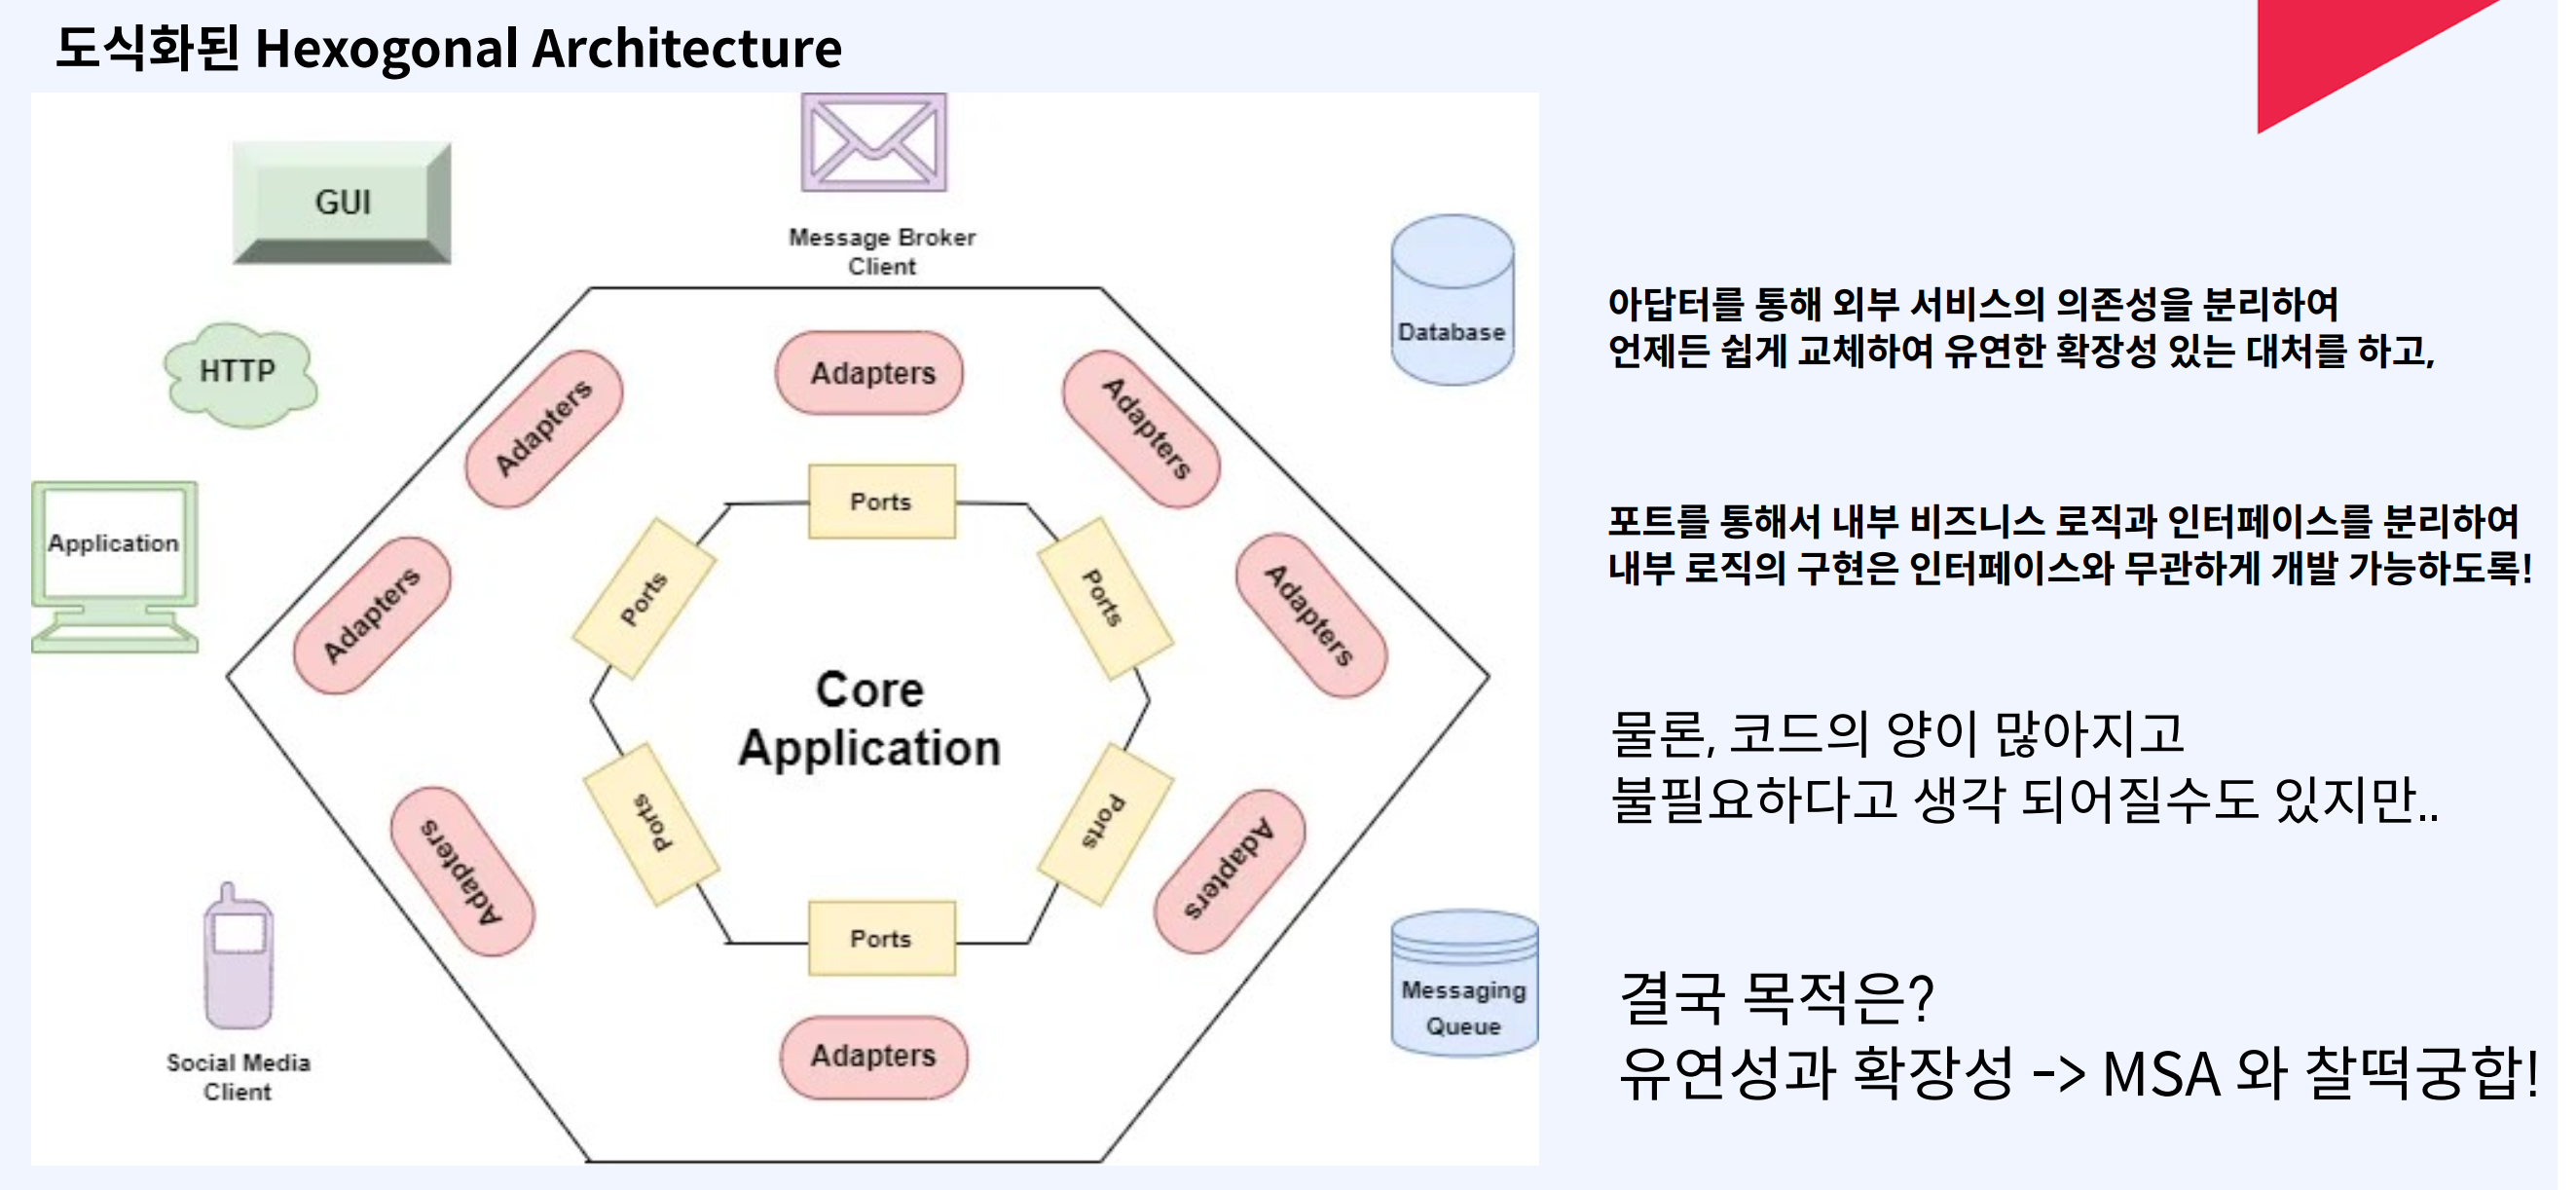 도식화된 Hexogonal Architecture
GUI
Message Broker
Client
Database
HTTP
Application
Social Media
Client
Messaging
Queue
Adapters
Adapters
Adapters
Adapters
Adapters
Adapters
Adapters
Adapters
Ports
Ports
Ports
Ports
Ports
Ports
Core
Application
아답터를 통해 외부 서비스의 의존성을 분리하여
언제든 쉽게 교체하여 유연한 확장성 있는 대처를 하고,
포트를 통해서 내부 비즈니스 로직과 인터페이스를 분리하여
내부 로직의 구현은 인터페이스와 무관하게 개발 가능하도록!
물론, 코드의 양이 많아지고
불필요하다고 생각 되어질수도 있지만..
결국 목적은?
유연성과 확장성 -> MSA 와 찰떡궁합!